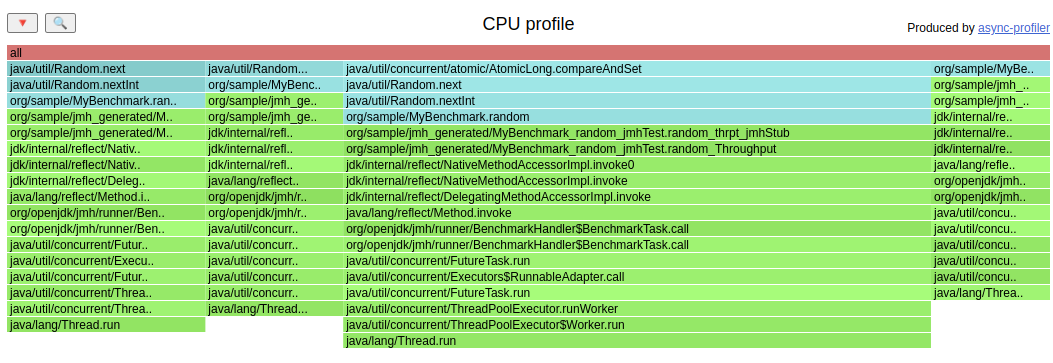 CPU profile
Produced by async-profiler
all
java/util/Random.next java/util/Random... java/util/concurrent/atomic/AtomicLong.compareAndSet org/sample/MyBe..
java/util/Random.nextInt org/sample/MyBenc.. java/util/Random.next org/sample/jmh_..
org/sample/MyBenchmark.ran.. org/sample/jmh_ge.. java/util/Random.nextInt org/sample/jmh_..
org/sample/jmh_generated/M.. org/sample/jmh_ge.. org/sample/MyBenchmark.random jdk/internal/re..
org/sample/jmh_generated/M.. jdk/internal/refl.. org/sample/jmh_generated/MyBenchmark_random_jmhTest.random_thrpt_jmhStub jdk/internal/re..
jdk/internal/reflect/Nativ.. jdk/internal/refl.. org/sample/jmh_generated/MyBenchmark_random_jmhTest.random_Throughput jdk/internal/re..
jdk/internal/reflect/Nativ.. jdk/internal/refl.. jdk/internal/reflect/NativeMethodAccessorImpl.invoke0 java/lang/refle..
jdk/internal/reflect/Deleg.. java/lang/reflect.. jdk/internal/reflect/NativeMethodAccessorImpl.invoke org/openjdk/jmh..
java/lang/reflect/Method.i.. org/openjdk/jmh/r.. jdk/internal/reflect/DelegatingMethodAccessorImpl.invoke org/openjdk/jmh..
org/openjdk/jmh/runner/Ben.. org/openjdk/jmh/r.. java/lang/reflect/Method.invoke java/util/concu..
org/openjdk/jmh/runner/Ben.. java/util/concurr.. org/openjdk/jmh/runner/BenchmarkHandler$BenchmarkTask.call java/util/concu..
java/util/concurrent/Futur.. java/util/concurr.. org/openjdk/jmh/runner/BenchmarkHandler$BenchmarkTask.call java/util/concu..
java/util/concurrent/Execu.. java/util/concurr.. java/util/concurrent/FutureTask.run java/util/concu..
java/util/concurrent/Futur.. java/util/concurr.. java/util/concurrent/Executors$RunnableAdapter.call java/util/concu..
java/util/concurrent/Threa.. java/util/concurr.. java/util/concurrent/FutureTask.run java/lang/Threa..
java/util/concurrent/Threa.. java/lang/Thread... java/util/concurrent/ThreadPoolExecutor.runWorker
java/lang/Thread.run java/util/concurrent/ThreadPoolExecutor$Worker.run
java/lang/Thread.run